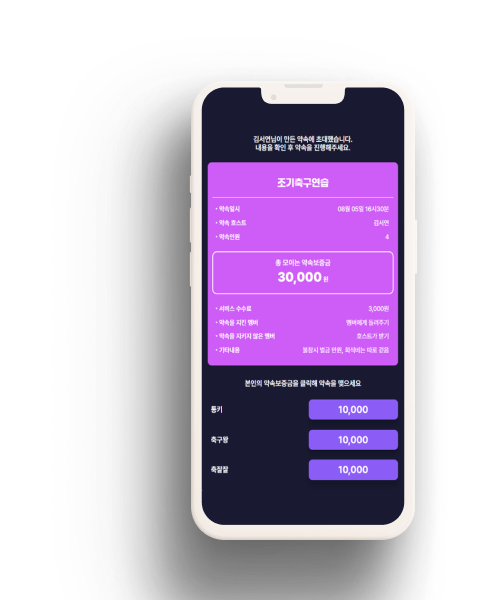 김서연님이 만든 약속에 초대했습니다.
내용을 확인 후 약속을 진행해주세요.
조기축구연습
• 약속일시 08월 05일 16시30분
• 약속 호스트 김서연
• 약속인원 4
총 모이는 약속보증금
30,000 원
• 서비스 수수료 3,000원
• 약속을 지킨 멤버 멤버에게 돌려주기
• 약속을 지키지 않은 멤버 호스트가 받기
• 기타내용 불참시 벌금 만원, 회식비는 따로 걷음
본인의 약속보증금을 클릭해 약속을 맺으세요
통키 10,000
축구왕 10,000
축잘잘 10,000